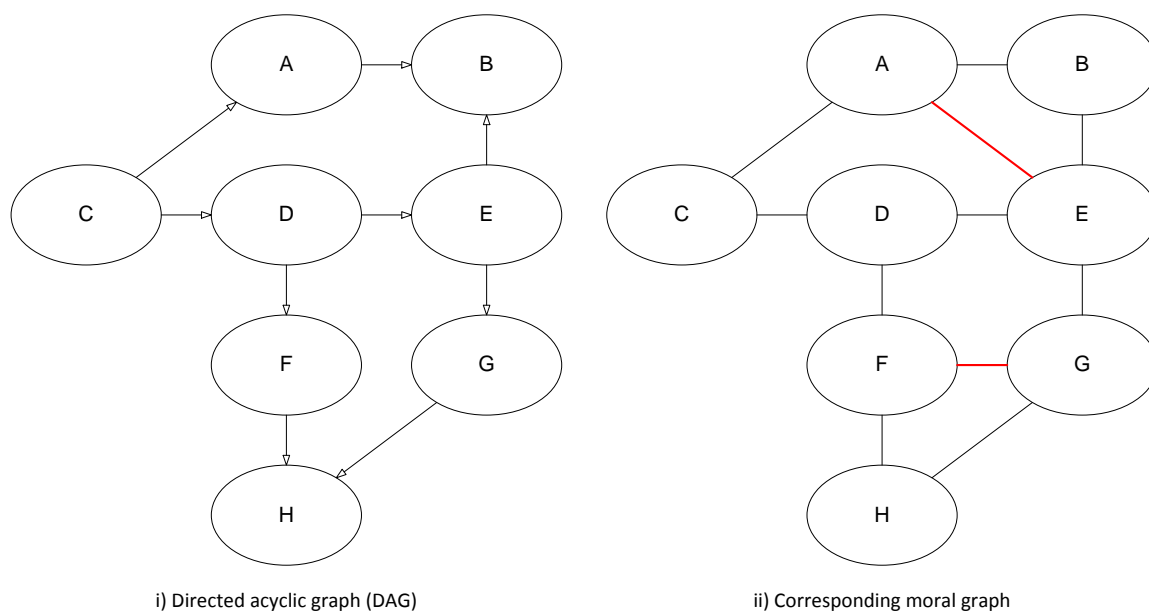 A
B
A
B
C
D
E
C
D
E
F
G
F
G
H
H
i) Directed acyclic graph (DAG)
ii) Corresponding moral graph